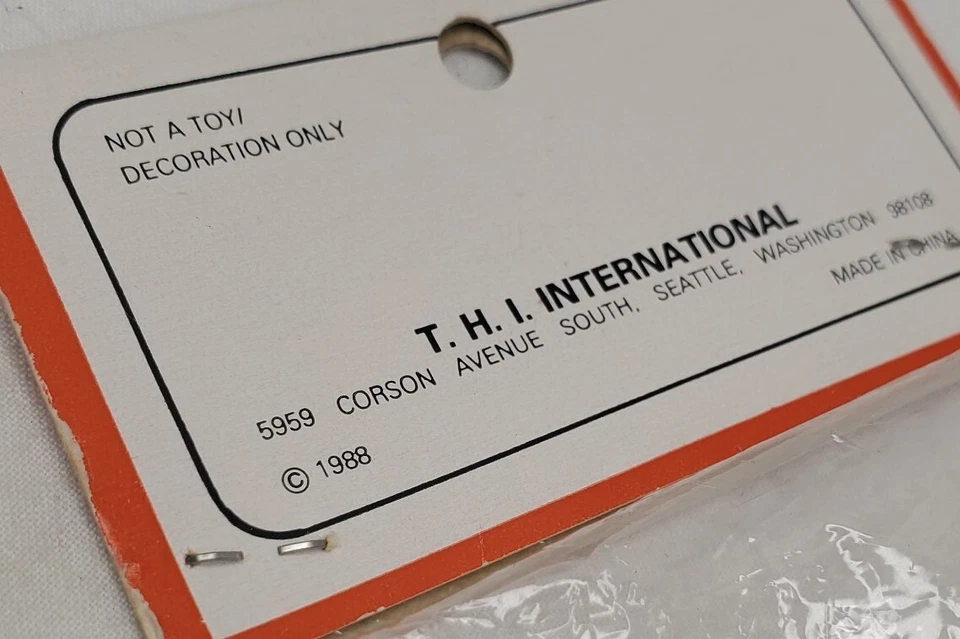 NOT A TOY/
DECORATION ONLY
T. H. I. INTERNATIONAL
5959 CORSON AVENUE SOUTH, SEATTLE, WASHINGTON 98108
MADE IN CHINA
© 1988